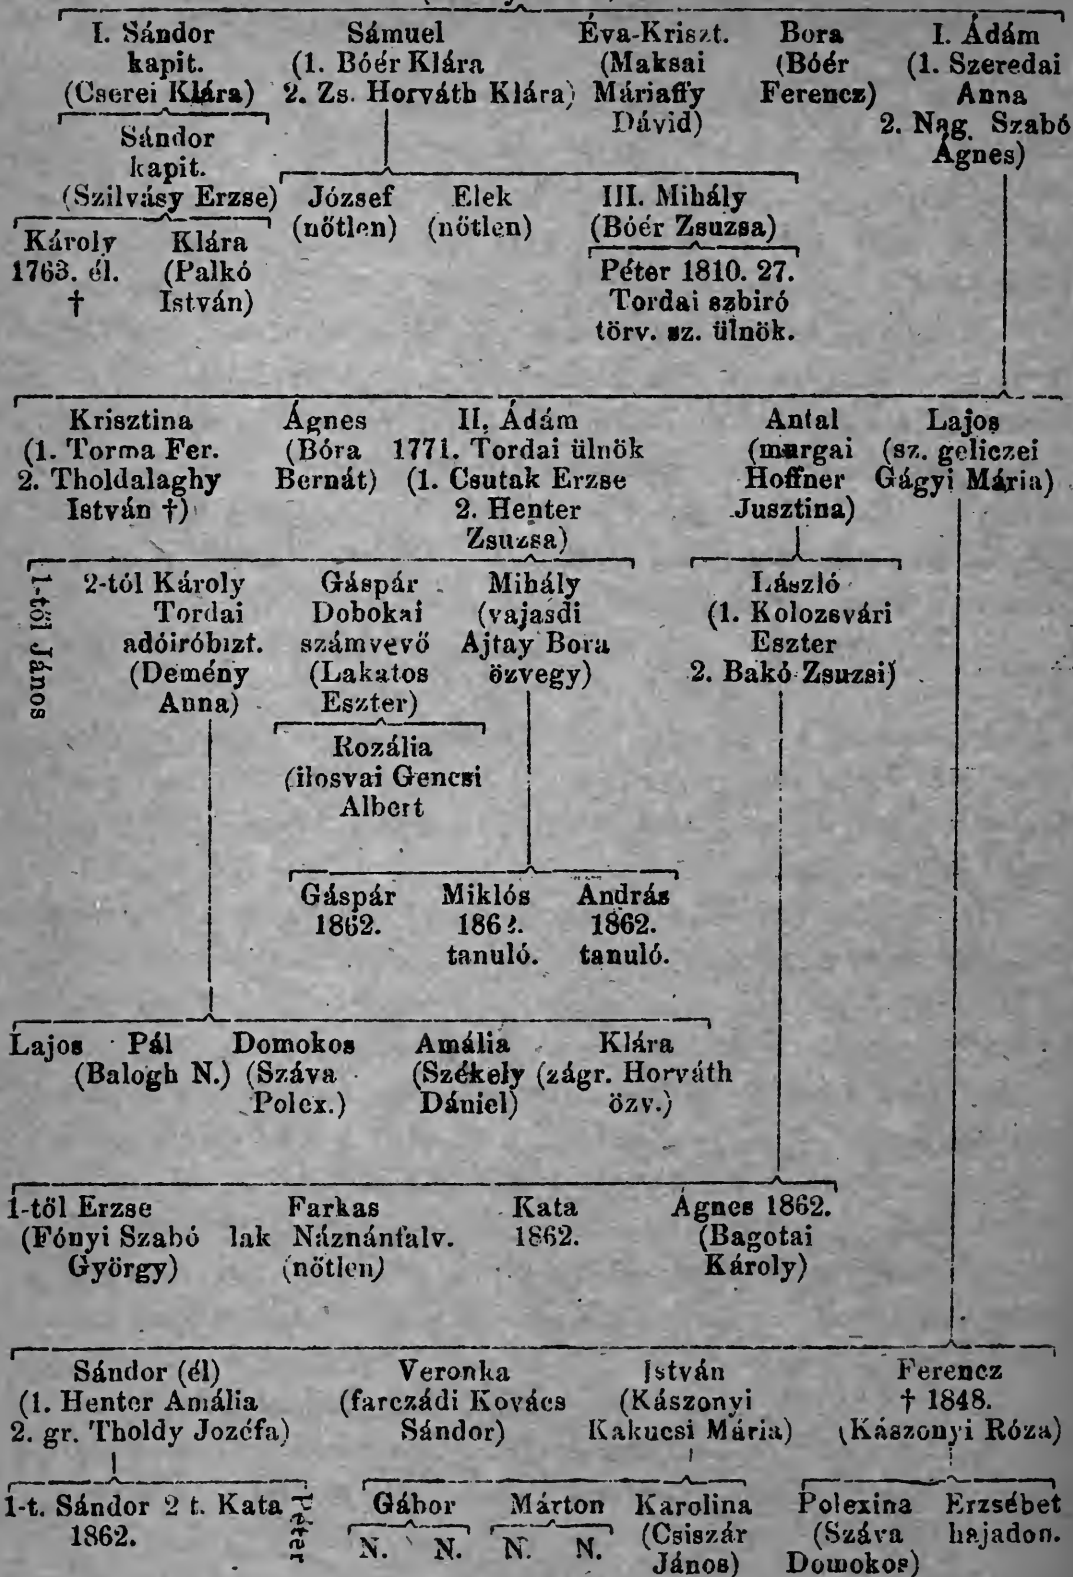 I. Sándor Sámuel Éva-Kriszt. Bora I. Ádám
kapit. (1. Bóér Klára (Maksai (Bóér (1. Szeredai
(Cserei Klára) 2. Zs. Horváth Klára) Máriaffy Ferencz) Anna
Dávid) 2. Nag. Szabó
Ágnes)
Sándor
kapit.
(Szilvásy Erzse) József Elek III. Mihály
(nőtlen) (nőtlen) (Bóér Zsuzsa)
Károly Klára
1763. él. (Palkó
† István)
Péter 1810. 27.
Tordai szbiró
törv. sz. ülnök.
Krisztina Ágnes II. Ádám Antal Lajos
(1. Torma Fer. (Bóra 1771. Tordai ülnök (murgai (sz. geliczei
2. Tholdalaghy Bernát) (1. Csutak Erzse Hoffner Gágyi Mária)
István †) 2. Henter Jusztina)
Zsuzsa)
1-től János
2-tól Károly Gáspár Mihály László
Tordai Dobokai (vajasdi (1. Kolozsvári
adóiróbizt. számvevő Ajtay Bora Eszter
(Demény (Lakatos özvegy) 2. Bakó Zsuzsi)
Anna) Eszter)
Rozália
(ilosvai Gencsi
Albert
Gáspár Miklós András
1862. 1862. 1862.
tanuló. tanuló.
Lajos Pál Domokos Amália Klára
(Balogh N.) (Száva (Székely (zágr. Horváth
Polex.) Dániel) özv.)
1-től Erzse Farkas Kata Ágnes 1862.
(Fónyi Szabó lak Náznánfalv. 1862. (Bagotai
György) (nőtlen) Károly)
Sándor (él) Veronka István Ferencz
(1. Henter Amália (farczádi Kovács (Kászonyi † 1848.
2. gr. Tholdy Jozéfa) Sándor) Kakucsi Mária) (Kászonyi Róza)
1-t. Sándor 2 t. Kata Péter Gábor Márton Karolina Polexina Erzsébet
1862. N. N. N. N. (Csiszár (Száva hajadon.
János) Domokos)